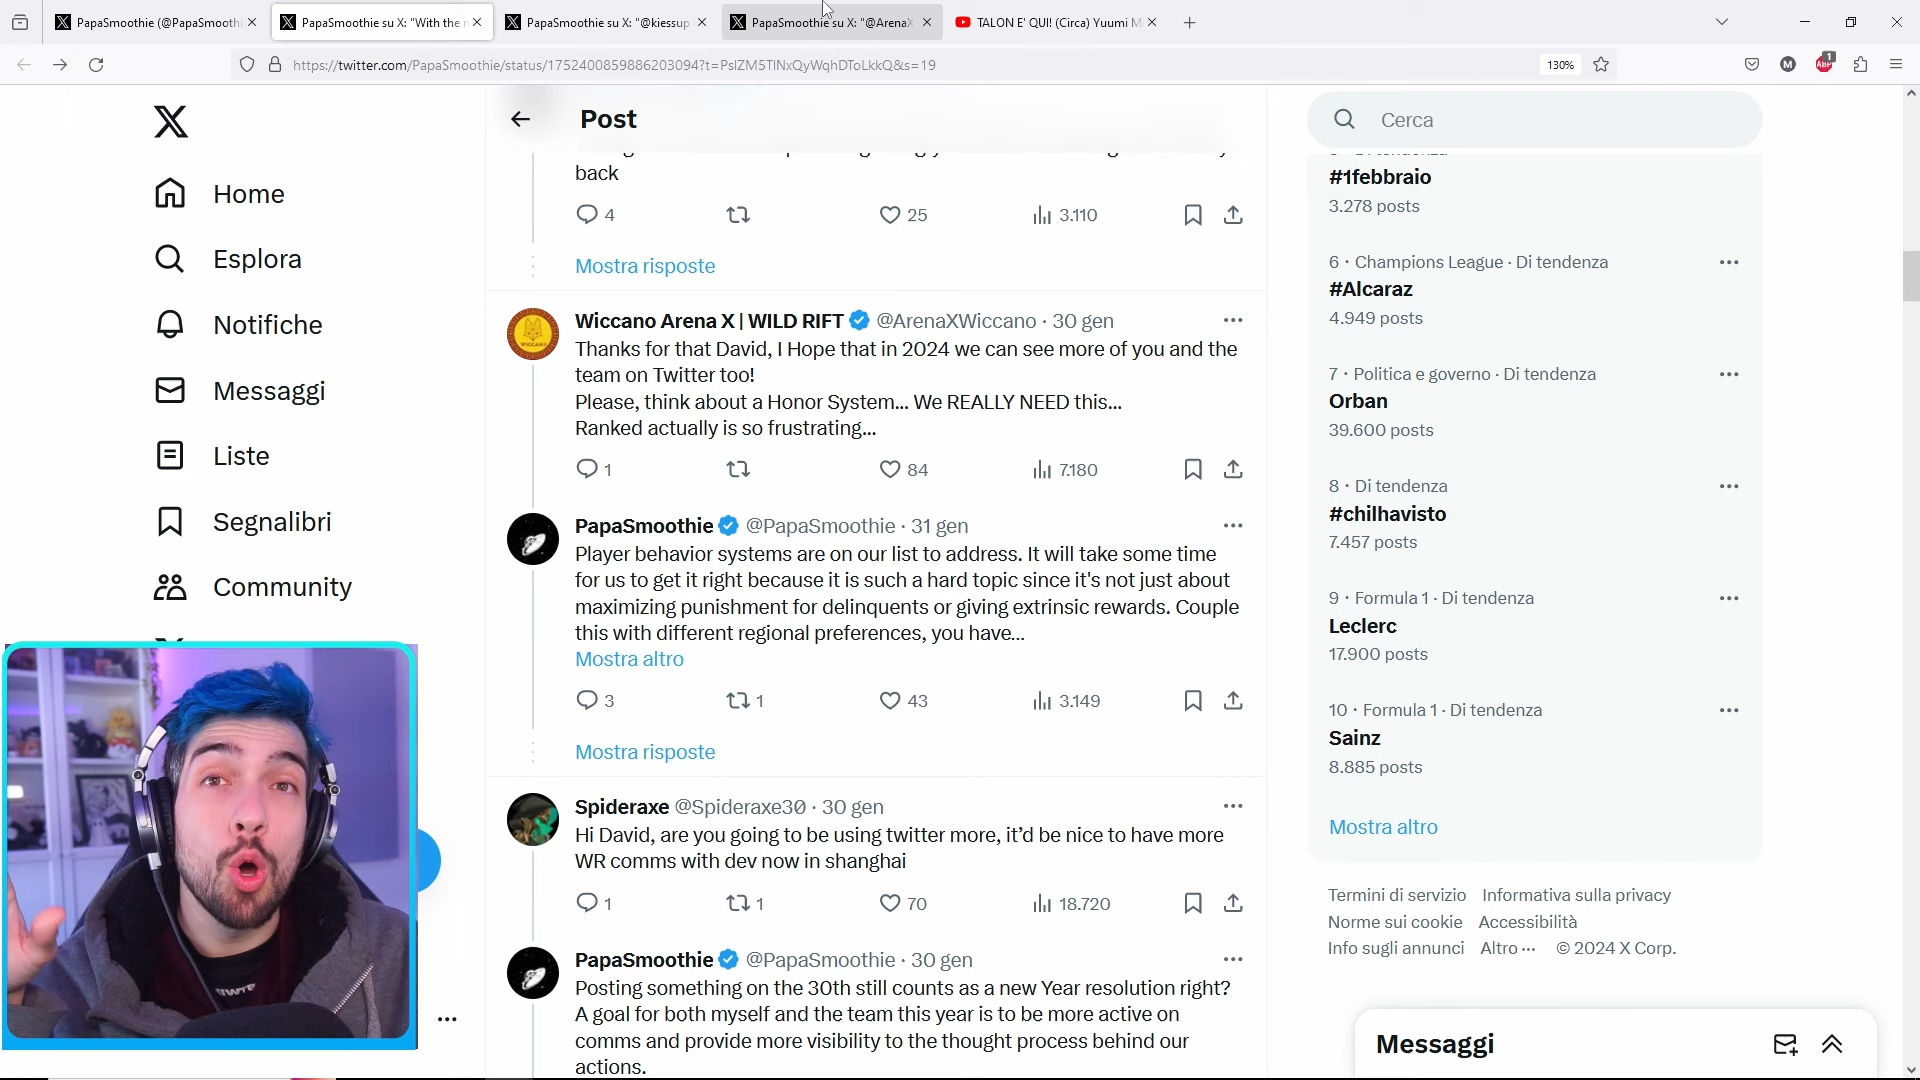 PapaSmoothie (@PapaSmoothi
PapaSmoothie su X: "With the n
PapaSmoothie su X: "@kiessup
PapaSmoothie su X: "@ArenaX
TALON E' QUI! (Circa) Yuumi M
https://twitter.com/PapaSmoothie/status/1752400859886203094?t=PslZM5TlNxQyWqhDToLkkQ&s=19
130%
M
ABP
1
Home
Esplora
Notifiche
Messaggi
Liste
Segnalibri
Community
Post
back
4
25
3.110
Mostra risposte
Wiccano Arena X | WILD RIFT @ArenaXWiccano · 30 gen
Thanks for that David, I Hope that in 2024 we can see more of you and the
team on Twitter too!
Please, think about a Honor System... We REALLY NEED this...
Ranked actually is so frustrating...
1
84
7.180
PapaSmoothie @PapaSmoothie · 31 gen
Player behavior systems are on our list to address. It will take some time
for us to get it right because it is such a hard topic since it's not just about
maximizing punishment for delinquents or giving extrinsic rewards. Couple
this with different regional preferences, you have...
Mostra altro
3
1
43
3.149
Mostra risposte
Spideraxe @Spideraxe30 · 30 gen
Hi David, are you going to be using twitter more, it’d be nice to have more
WR comms with dev now in shanghai
1
1
70
18.720
PapaSmoothie @PapaSmoothie · 30 gen
Posting something on the 30th still counts as a new Year resolution right?
A goal for both myself and the team this year is to be more active on
comms and provide more visibility to the thought process behind our
actions.
Cerca
#1febbraio
3.278 posts
6 · Champions League · Di tendenza
#Alcaraz
4.949 posts
7 · Politica e governo · Di tendenza
Orban
39.600 posts
8 · Di tendenza
#chilhavisto
7.457 posts
9 · Formula 1 · Di tendenza
Leclerc
17.900 posts
10 · Formula 1 · Di tendenza
Sainz
8.885 posts
Mostra altro
Termini di servizio Informativa sulla privacy
Norme sui cookie Accessibilità
Info sugli annunci Altro ··· © 2024 X Corp.
Messaggi